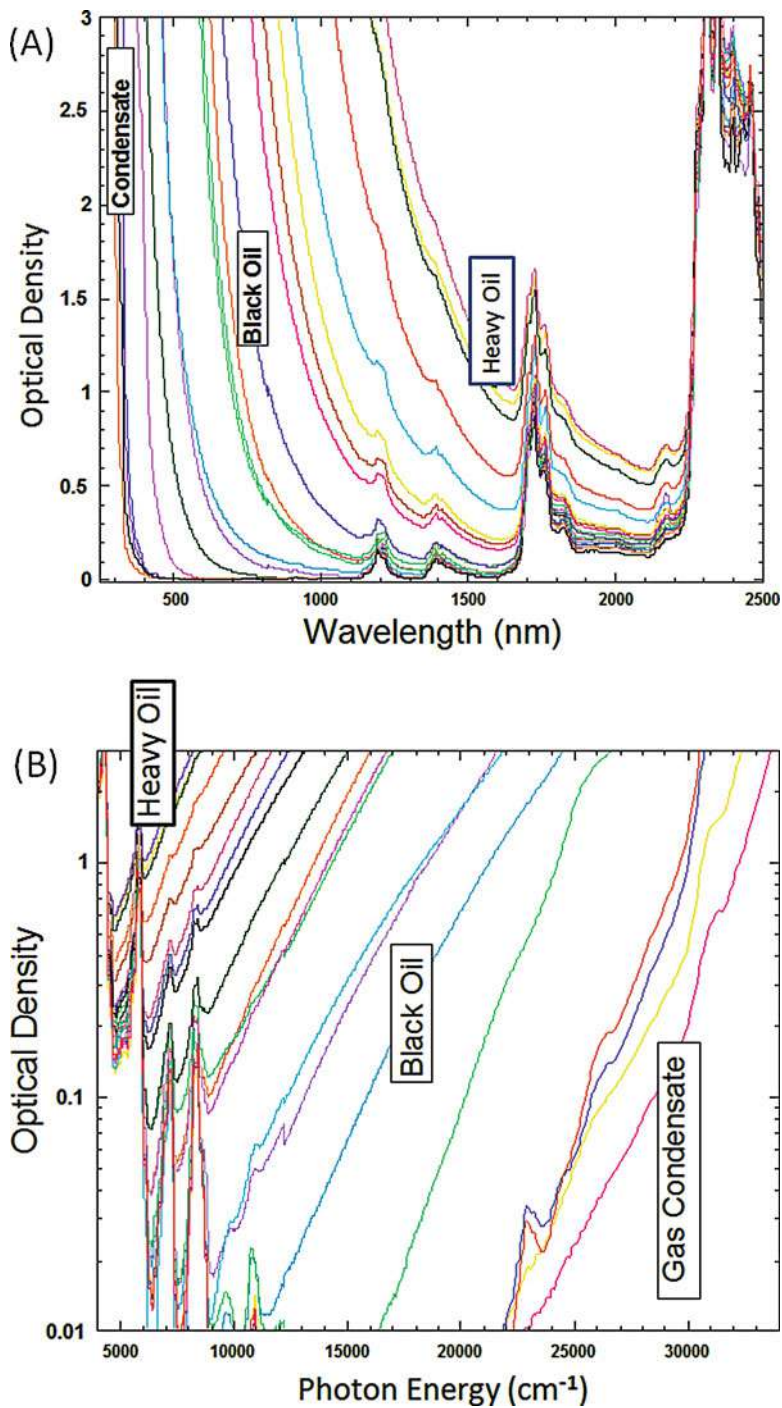 (A)
3
2.5
2
1.5
1
0.5
0
Optical Density
Condensate
Black Oil
Heavy Oil
500 1000 1500 2000 2500
Wavelength (nm)
(B)
Heavy Oil
1
0.1
0.01
Optical Density
Black Oil
Gas Condensate
5000 10000 15000 20000 25000 30000
Photon Energy (cm⁻¹)